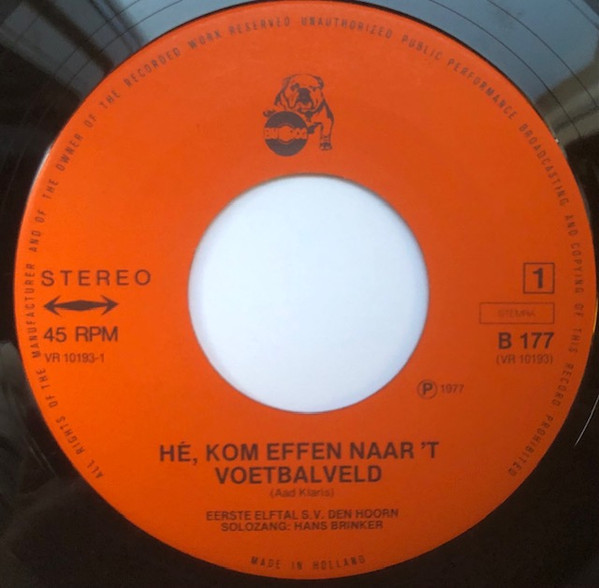 ALL RIGHTS OF THE MANUFACTURER AND OF THE OWNER OF THE RECORDED WORK RESERVED UNAUTHORIZED PUBLIC PERFORMANCE BROADCASTING AND COPYING OF THIS RECORD PROHIBITED
STEREO
45 RPM
VR 10193-1
1
STEMRA
B 177
(VR 10193)
Ⓟ 1977
HÉ, KOM EFFEN NAAR 'T
VOETBALVELD
(Aad Klaris)
EERSTE ELFTAL S.V. DEN HOORN
SOLOZANG: HANS BRINKER
MADE IN HOLLAND